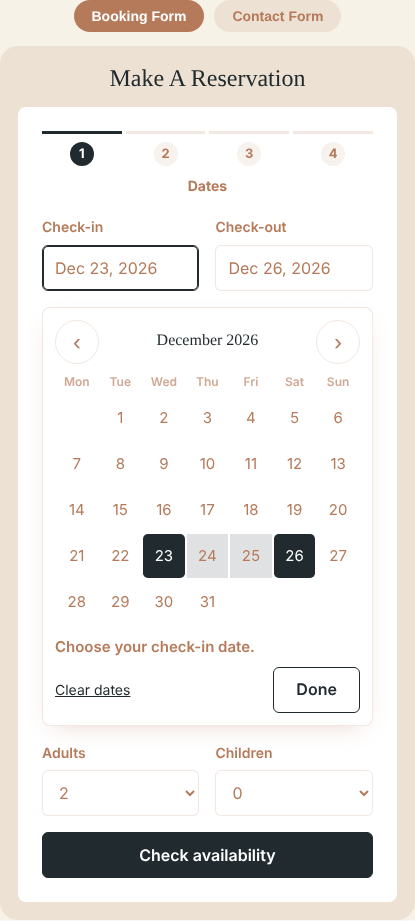 Booking Form Contact Form
Make A Reservation
1 2 3 4
Dates
Check-in Check-out
Dec 23, 2026 Dec 26, 2026
‹ December 2026 ›
Mon Tue Wed Thu Fri Sat Sun
1 2 3 4 5 6
7 8 9 10 11 12 13
14 15 16 17 18 19 20
21 22 23 24 25 26 27
28 29 30 31
Choose your check-in date.
Clear dates Done
Adults Children
2 0
Check availability